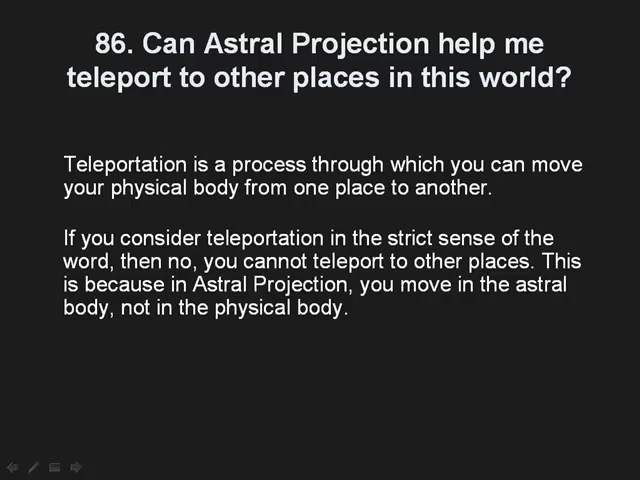 86. Can Astral Projection help me
teleport to other places in this world?
Teleportation is a process through which you can move
your physical body from one place to another.
If you consider teleportation in the strict sense of the
word, then no, you cannot teleport to other places. This
is because in Astral Projection, you move in the astral
body, not in the physical body.